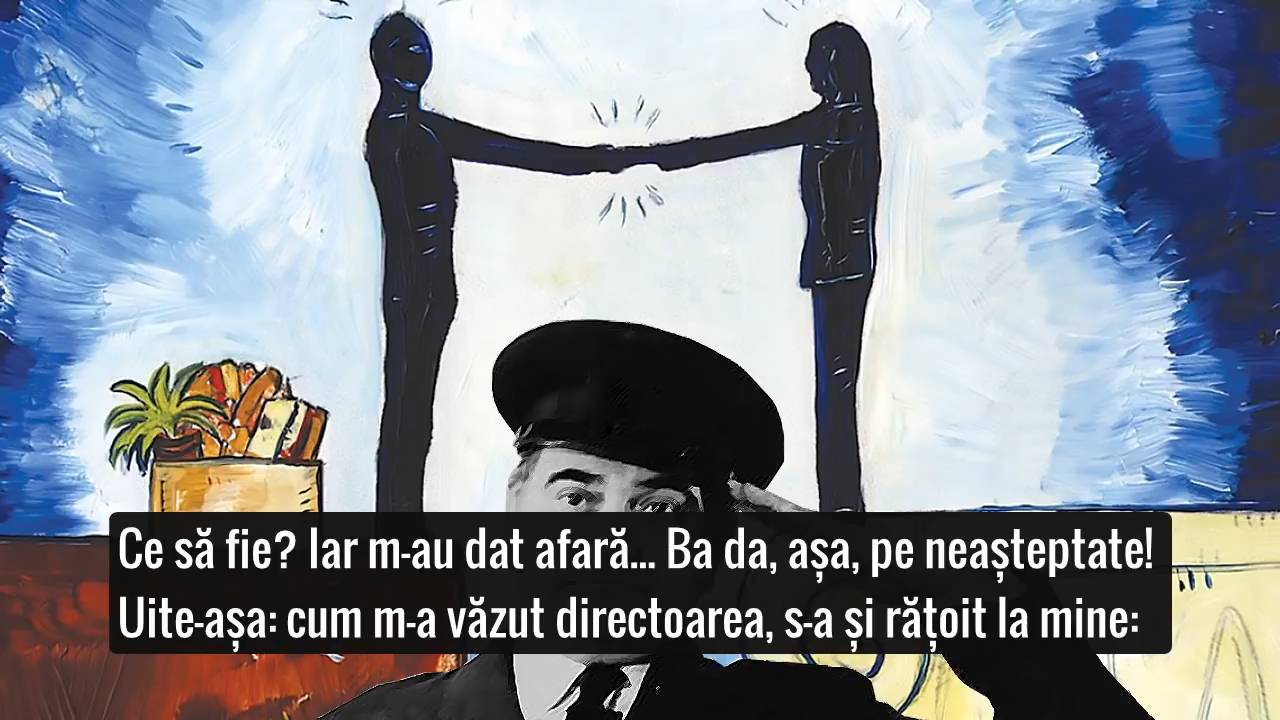 Ce să fie? Iar m-au dat afară... Ba da, așa, pe neașteptate!
Uite-așa: cum m-a văzut directoarea, s-a și rățoit la mine: